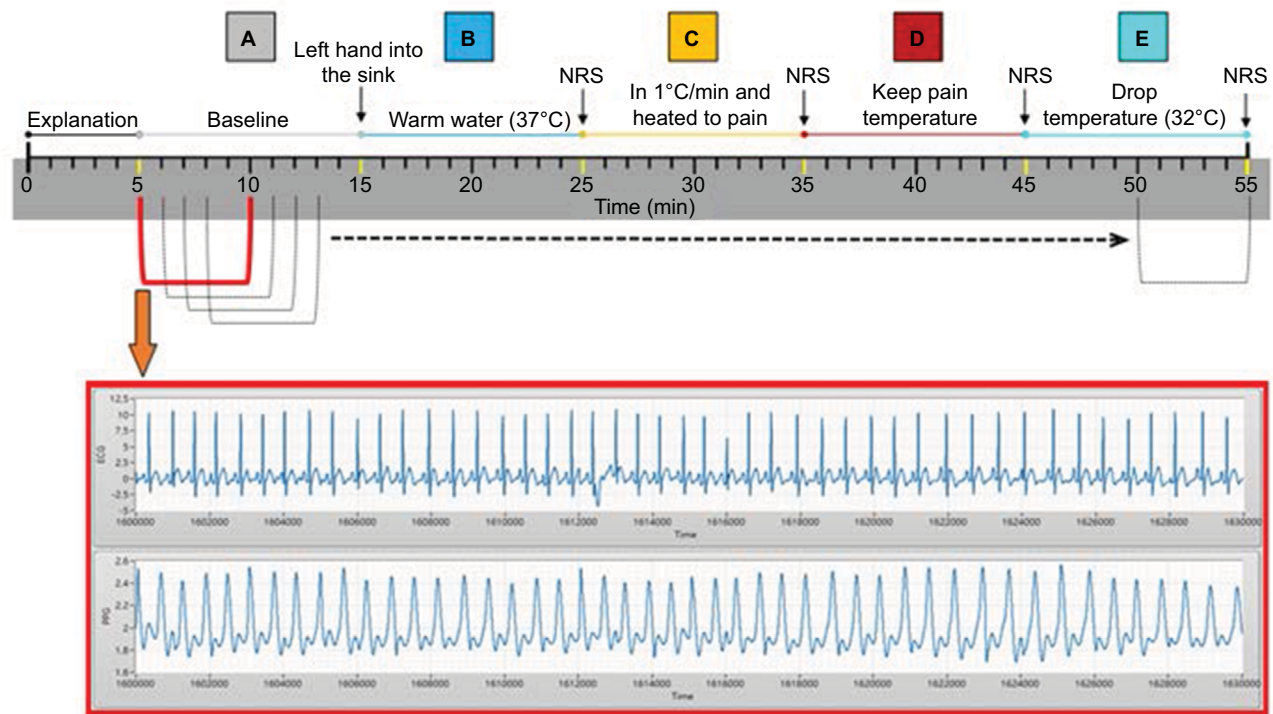 A
B
C
D
E
Left hand into
the sink
NRS
NRS
NRS
NRS
In 1°C/min and
heated to pain
Keep pain
temperature
Drop
temperature (32°C)
Explanation
Baseline
Warm water (37°C)
0 5 10 15 20 25 30 35 40 45 50 55
Time (min)
12.5
10
7.5
5
2.5
0
-2.5
-5
ECG
1600000 1602000 1604000 1606000 1608000 1610000 1612000 1614000 1616000 1618000 1620000 1622000 1624000 1626000 1628000 1630000
Time
2.6
2.4
2.2
2
1.8
1.6
PPG
1600000 1602000 1604000 1606000 1608000 1610000 1612000 1614000 1616000 1618000 1620000 1622000 1624000 1626000 1628000 1630000
Time